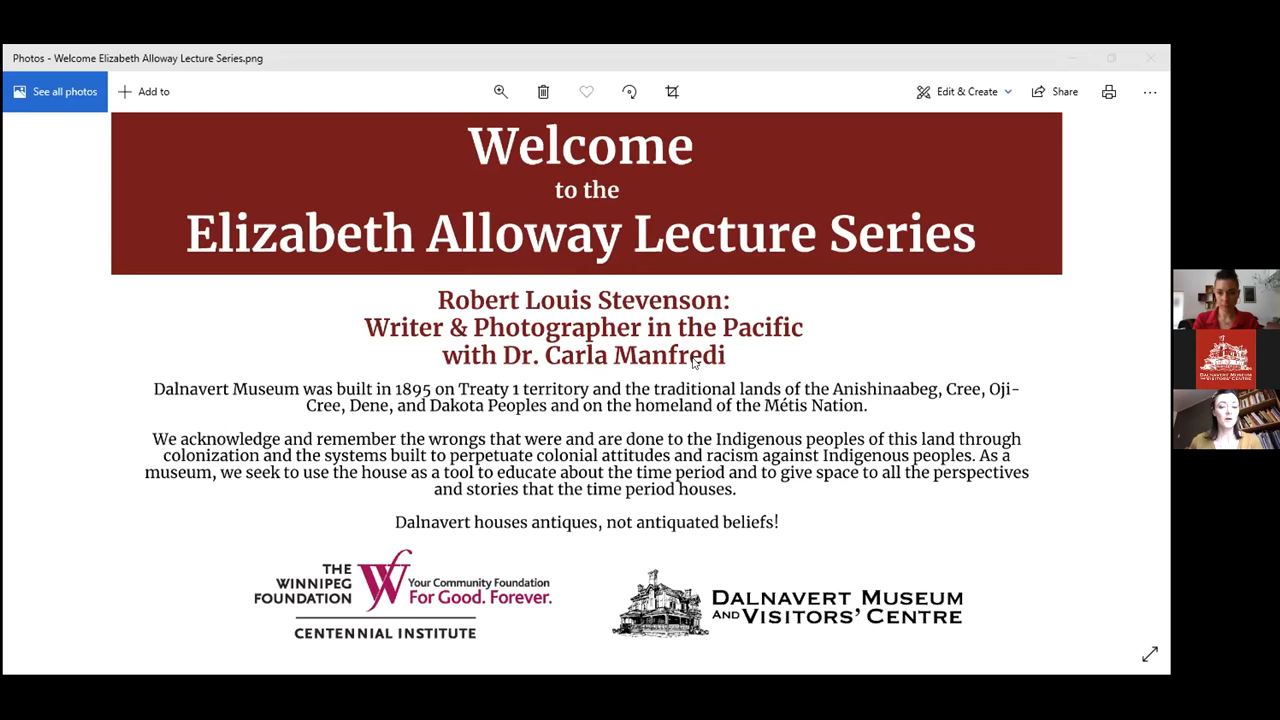 Photos - Welcome Elizabeth Alloway Lecture Series.png
See all photos
Add to
Edit & Create
Share
Welcome
to the
Elizabeth Alloway Lecture Series
Robert Louis Stevenson:
Writer & Photographer in the Pacific
with Dr. Carla Manfredi
Dalnavert Museum was built in 1895 on Treaty 1 territory and the traditional lands of the Anishinaabeg, Cree, Oji-
Cree, Dene, and Dakota Peoples and on the homeland of the Métis Nation.
We acknowledge and remember the wrongs that were and are done to the Indigenous peoples of this land through
colonization and the systems built to perpetuate colonial attitudes and racism against Indigenous peoples. As a
museum, we seek to use the house as a tool to educate about the time period and to give space to all the perspectives
and stories that the time period houses.
Dalnavert houses antiques, not antiquated beliefs!
THE
WINNIPEG
FOUNDATION
Your Community Foundation
For Good. Forever.
CENTENNIAL INSTITUTE
DALNAVERT MUSEUM
AND VISITORS' CENTRE
DALNAVERT MUSEUM
AND VISITORS' CENTRE